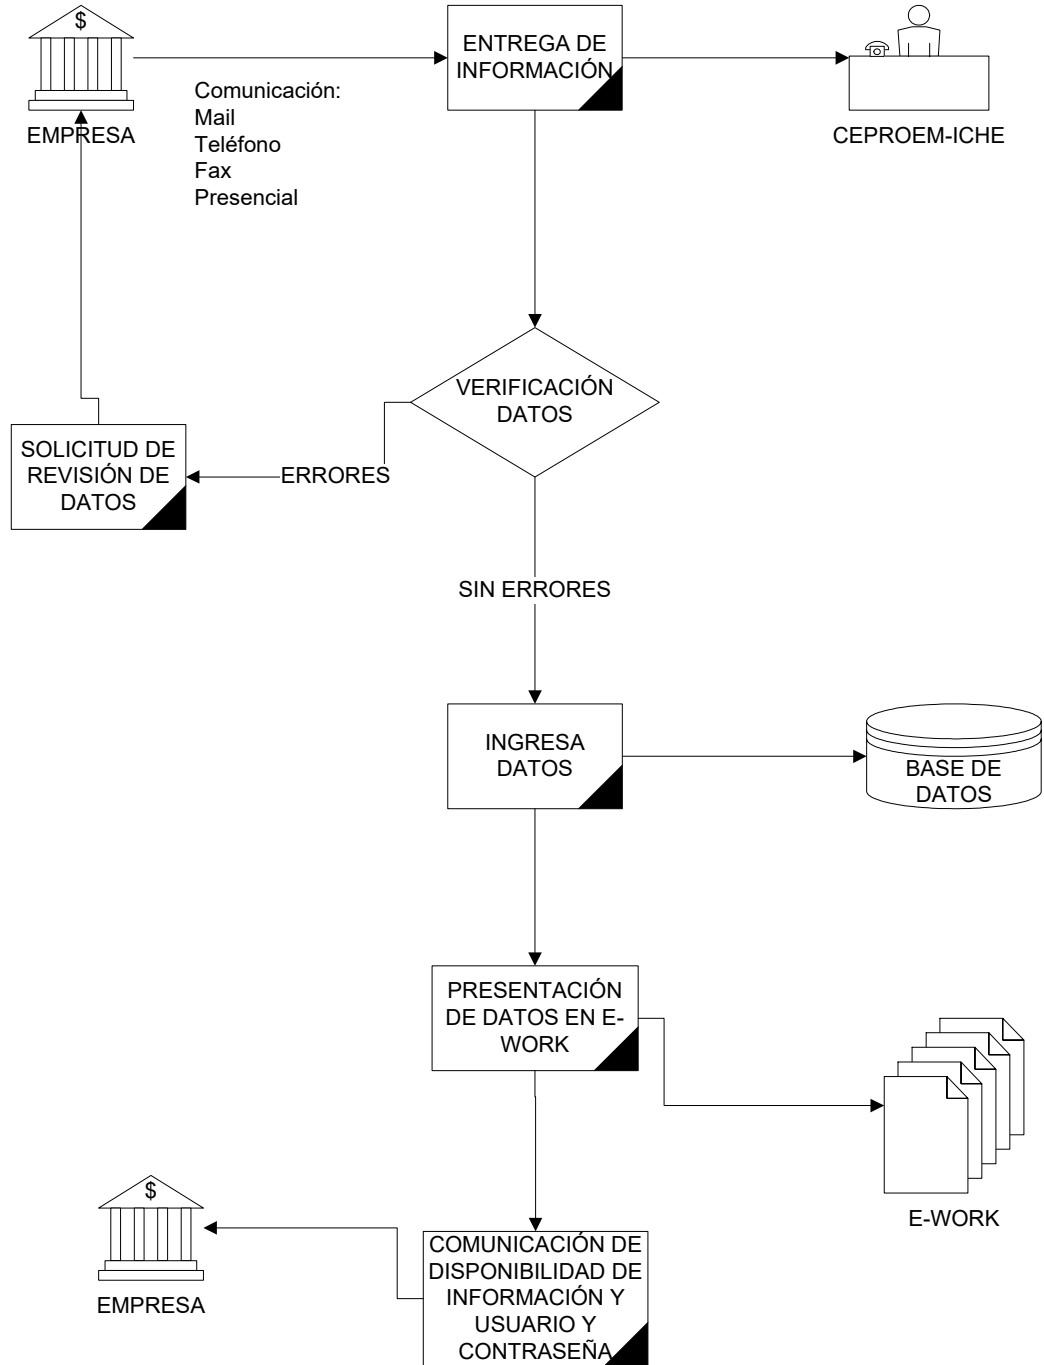 $
EMPRESA
Comunicación:
Mail
Teléfono
Fax
Presencial
ENTREGA DE
INFORMACIÓN
CEPROEM-ICHE
VERIFICACIÓN
DATOS
SOLICITUD DE
REVISIÓN DE
DATOS
ERRORES
SIN ERRORES
INGRESA
DATOS
BASE DE
DATOS
PRESENTACIÓN
DE DATOS EN E-
WORK
E-WORK
$
EMPRESA
COMUNICACIÓN DE
DISPONIBILIDAD DE
INFORMACIÓN Y
USUARIO Y
CONTRASEÑA